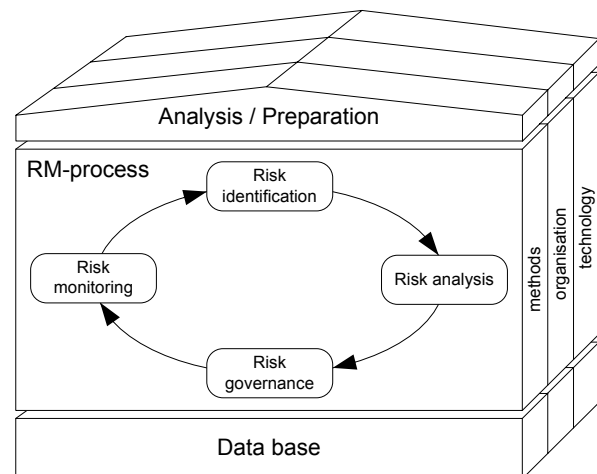 Analysis / Preparation
RM-process
Risk
identification
Risk
monitoring
Risk analysis
Risk
governance
methods
organisation
technology
Data base